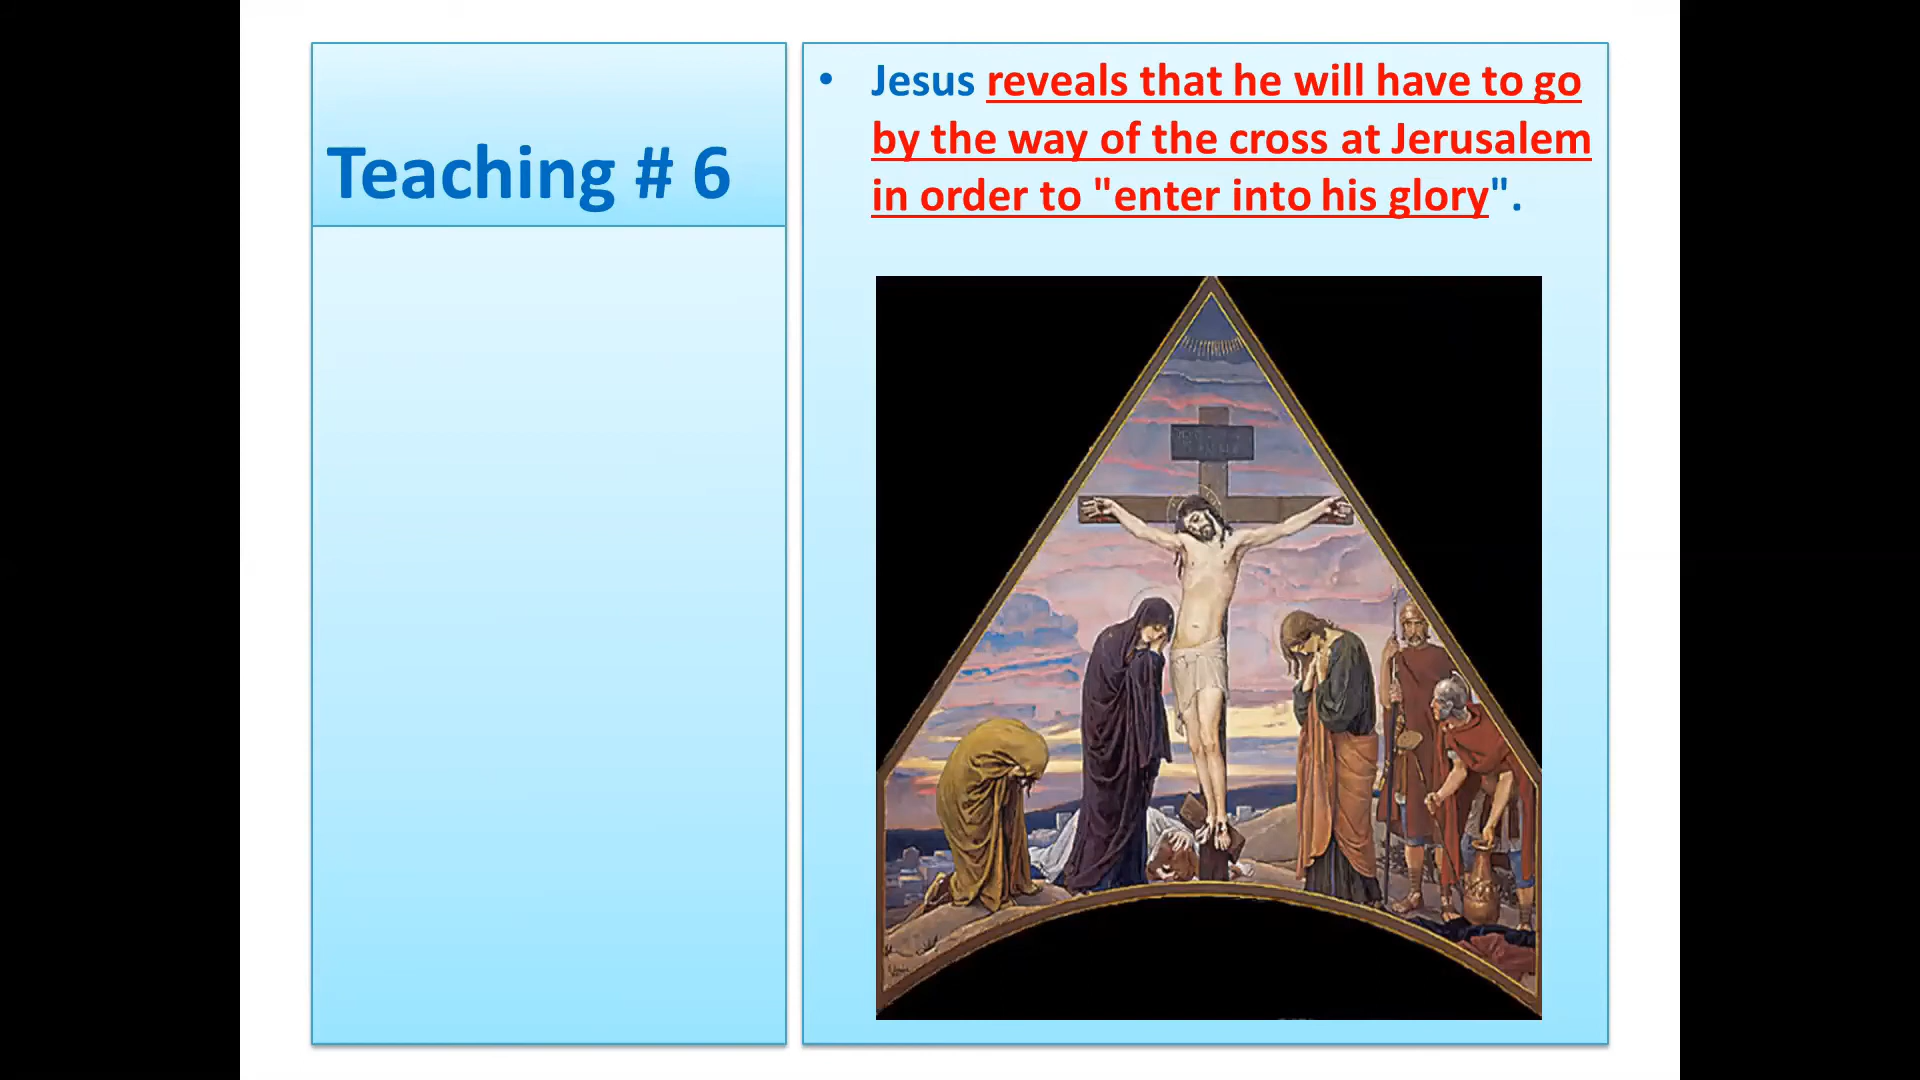 Teaching # 6
• Jesus reveals that he will have to go
by the way of the cross at Jerusalem
in order to "enter into his glory".